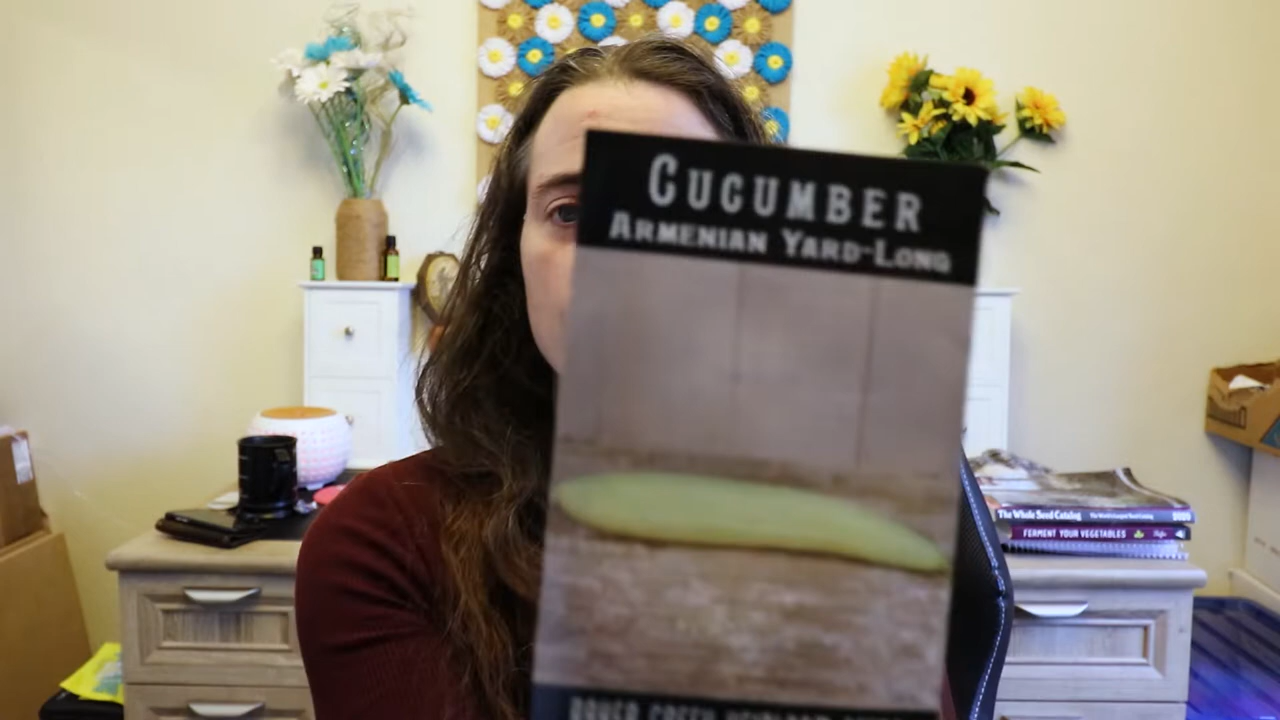 CUCUMBER
ARMENIAN YARD-LONG
The Whole Seed Catalog
FERMENT YOUR VEGETABLES